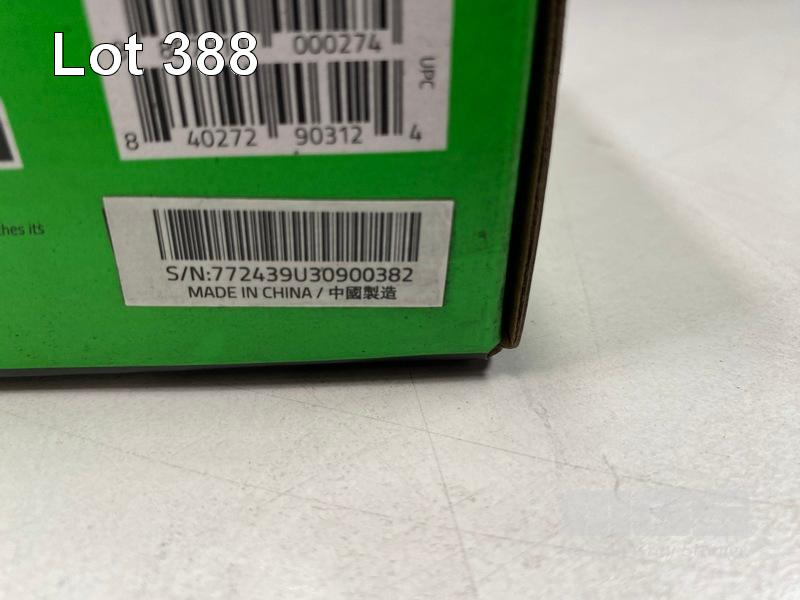 Lot 388
000274
UPC
8 40272 90312 4
hes its
S/N:772439U30900382
MADE IN CHINA / 中國製造